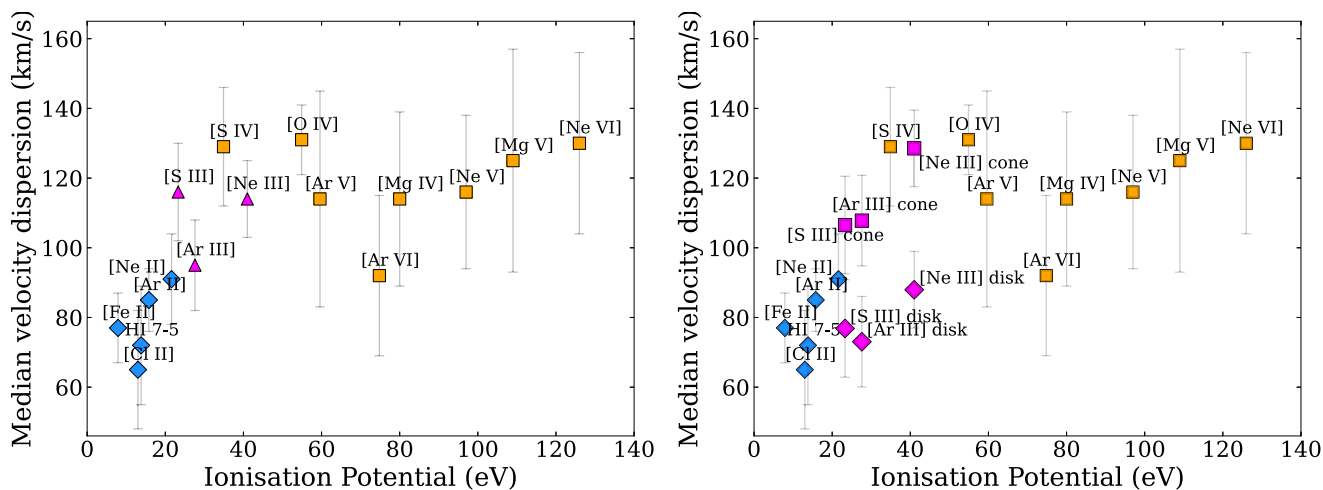 Median velocity dispersion (km/s)
160
140
120
100
80
60
[S IV]
[O IV]
[Ne VI]
[Mg V]
[S III]
[Ne III]
[Ar V]
[Mg IV]
[Ne V]
[Ar III]
[Ar VI]
[Ne II]
[Ar II]
[Fe II]
HI 7-5
[Cl II]
0
20
40
60
80
100
120
140
Ionisation Potential (eV)
Median velocity dispersion (km/s)
160
140
120
100
80
60
[S IV]
[O IV]
[Ne VI]
[Mg V]
[Ne III] cone
[Ar V]
[Mg IV]
[Ne V]
[Ar III] cone
[S III] cone
[Ar VI]
[Ne II]
[Ar II]
[Ne III] disk
[Fe II]
HI 7-5
[S III] disk
[Ar III] disk
[Cl II]
0
20
40
60
80
100
120
140
Ionisation Potential (eV)